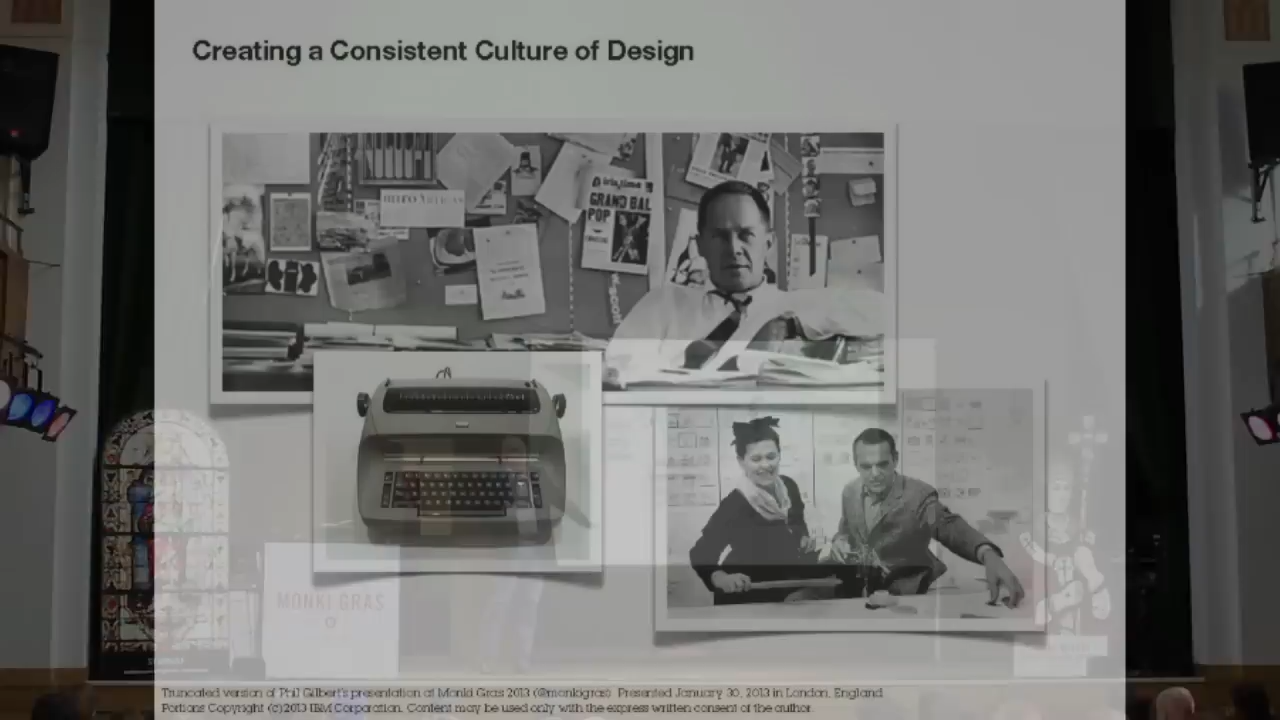 Creating a Consistent Culture of Design
GRAND BAL
POP
MONKI GRAS
Truncated version of Phil Gilbert's presentation at Monki Gras 2013 (@monkigras). Presented January 30, 2013 in London, England.
Portions Copyright (c)2013 IBM Corporation. Content may be used only with the express written consent of the author.